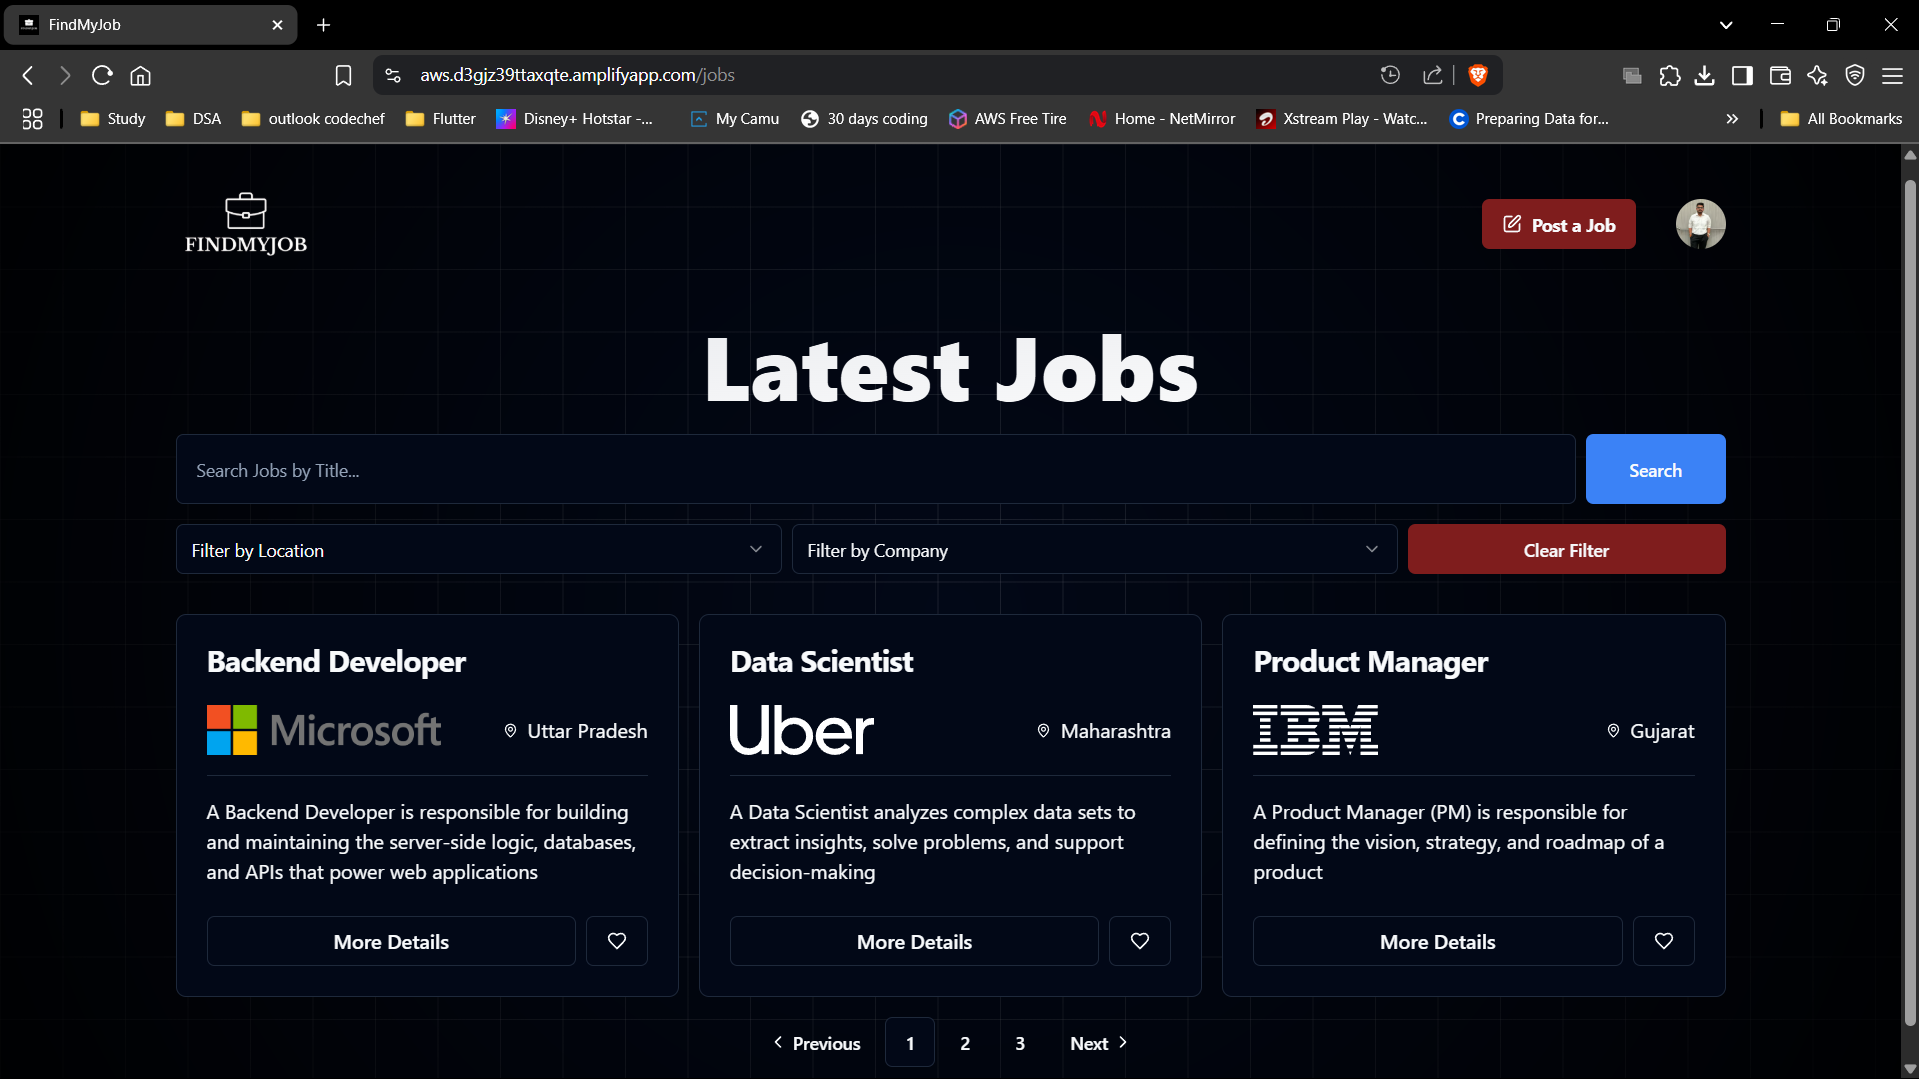 FindMyJob
aws.d3gjz39ttaxqte.amplifyapp.com/jobs
Study DSA outlook codechef Flutter Disney+ Hotstar -... My Camu 30 days coding AWS Free Tire Home - NetMirror Xstream Play - Watc... Preparing Data for... » All Bookmarks
FINDMYJOB
Post a Job
Latest Jobs
Search Jobs by Title...
Search
Filter by Location
Filter by Company
Clear Filter
Backend Developer
Microsoft
Uttar Pradesh
A Backend Developer is responsible for building
and maintaining the server-side logic, databases,
and APIs that power web applications
More Details
Data Scientist
Uber
Maharashtra
A Data Scientist analyzes complex data sets to
extract insights, solve problems, and support
decision-making
More Details
Product Manager
IBM
Gujarat
A Product Manager (PM) is responsible for
defining the vision, strategy, and roadmap of a
product
More Details
Previous 1 2 3 Next